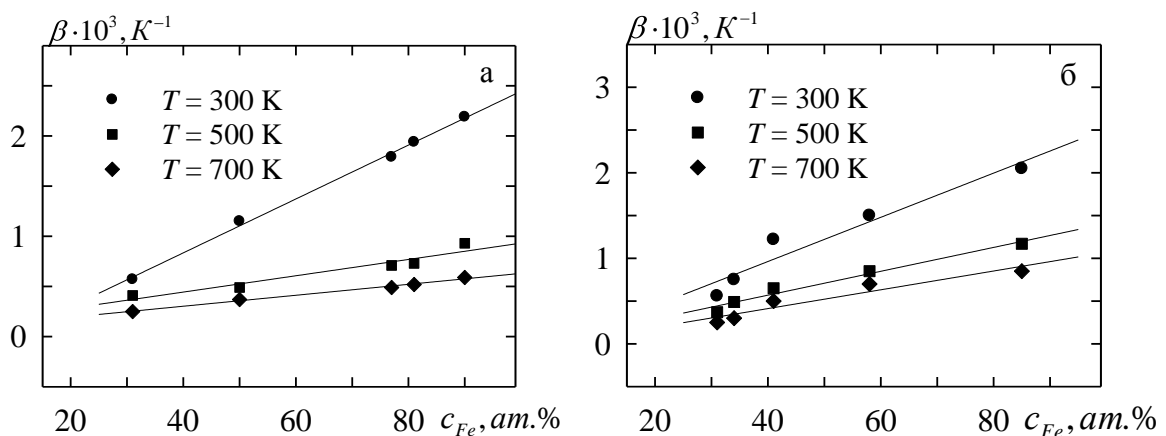 β·10³, К⁻¹
а
T = 300 K
T = 500 K
T = 700 K
2
1
0
20 40 60 80 c_Fe, ат.%
β·10³, К⁻¹
б
3
T = 300 K
T = 500 K
T = 700 K
2
1
0
20 40 60 80 c_Fe, ат.%